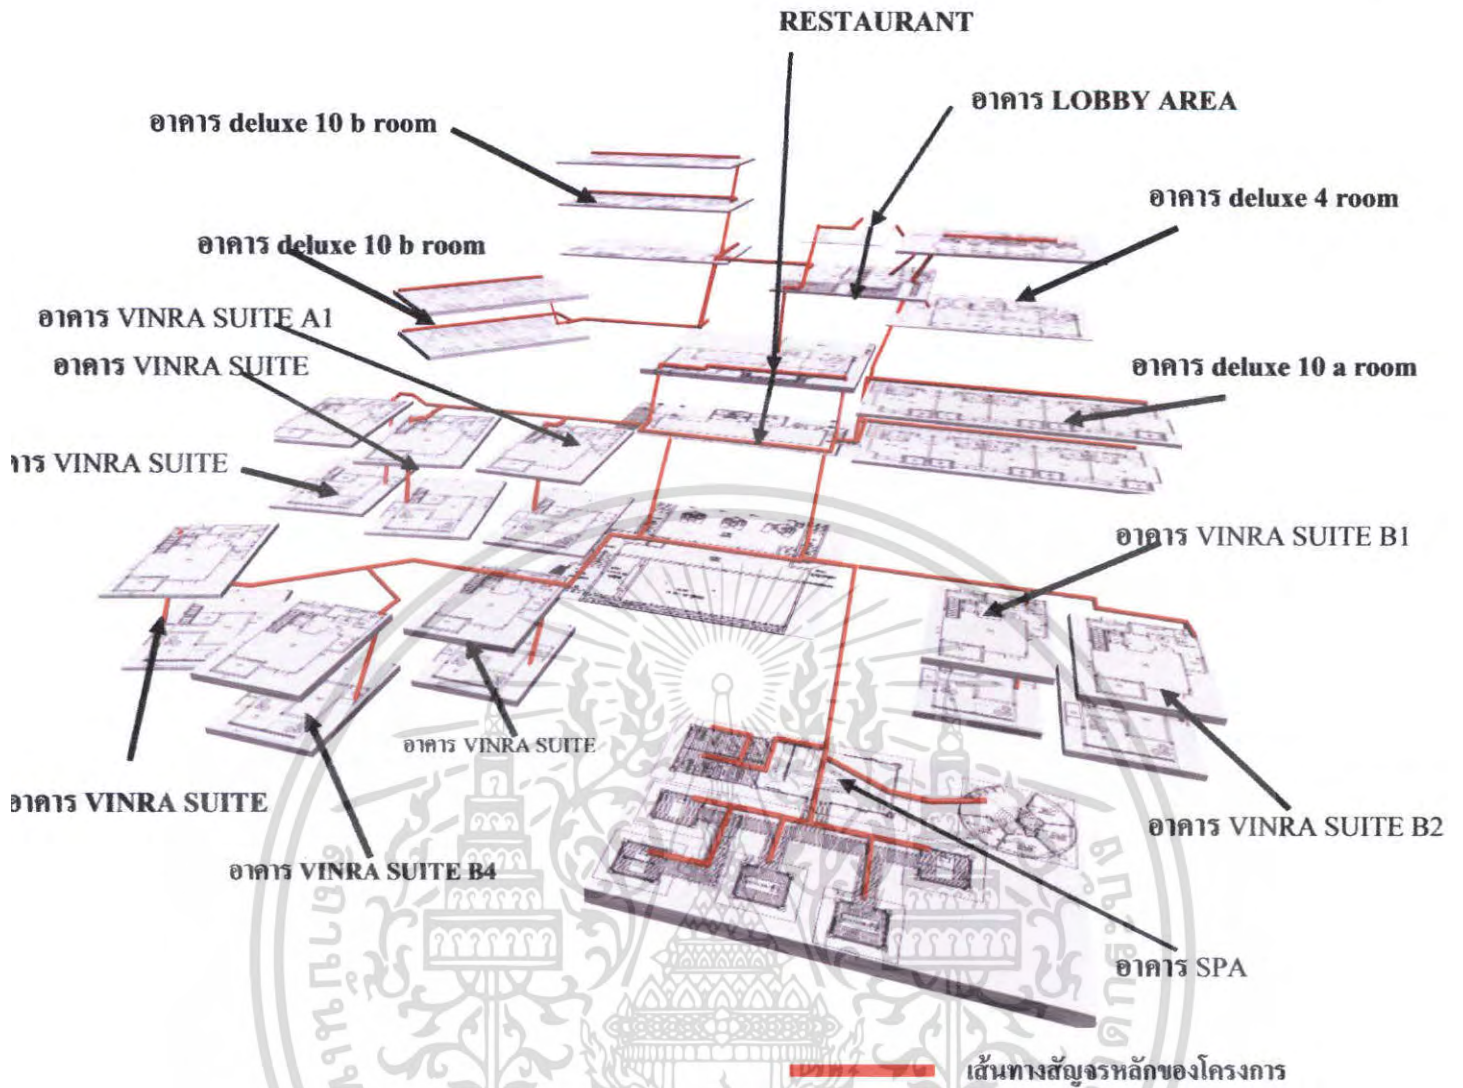 RESTAURANT
อาคาร LOBBY AREA
อาคาร deluxe 10 b room
อาคาร deluxe 4 room
อาคาร deluxe 10 b room
อาคาร VINRA SUITE A1
อาคาร VINRA SUITE
อาคาร deluxe 10 a room
าคาร VINRA SUITE
อาคาร VINRA SUITE B1
อาคาร VINRA SUITE
อาคาร VINRA SUITE
อาคาร VINRA SUITE B2
อาคาร VINRA SUITE B4
อาคาร SPA
เส้นทางสัญจรหลักของโครงการ